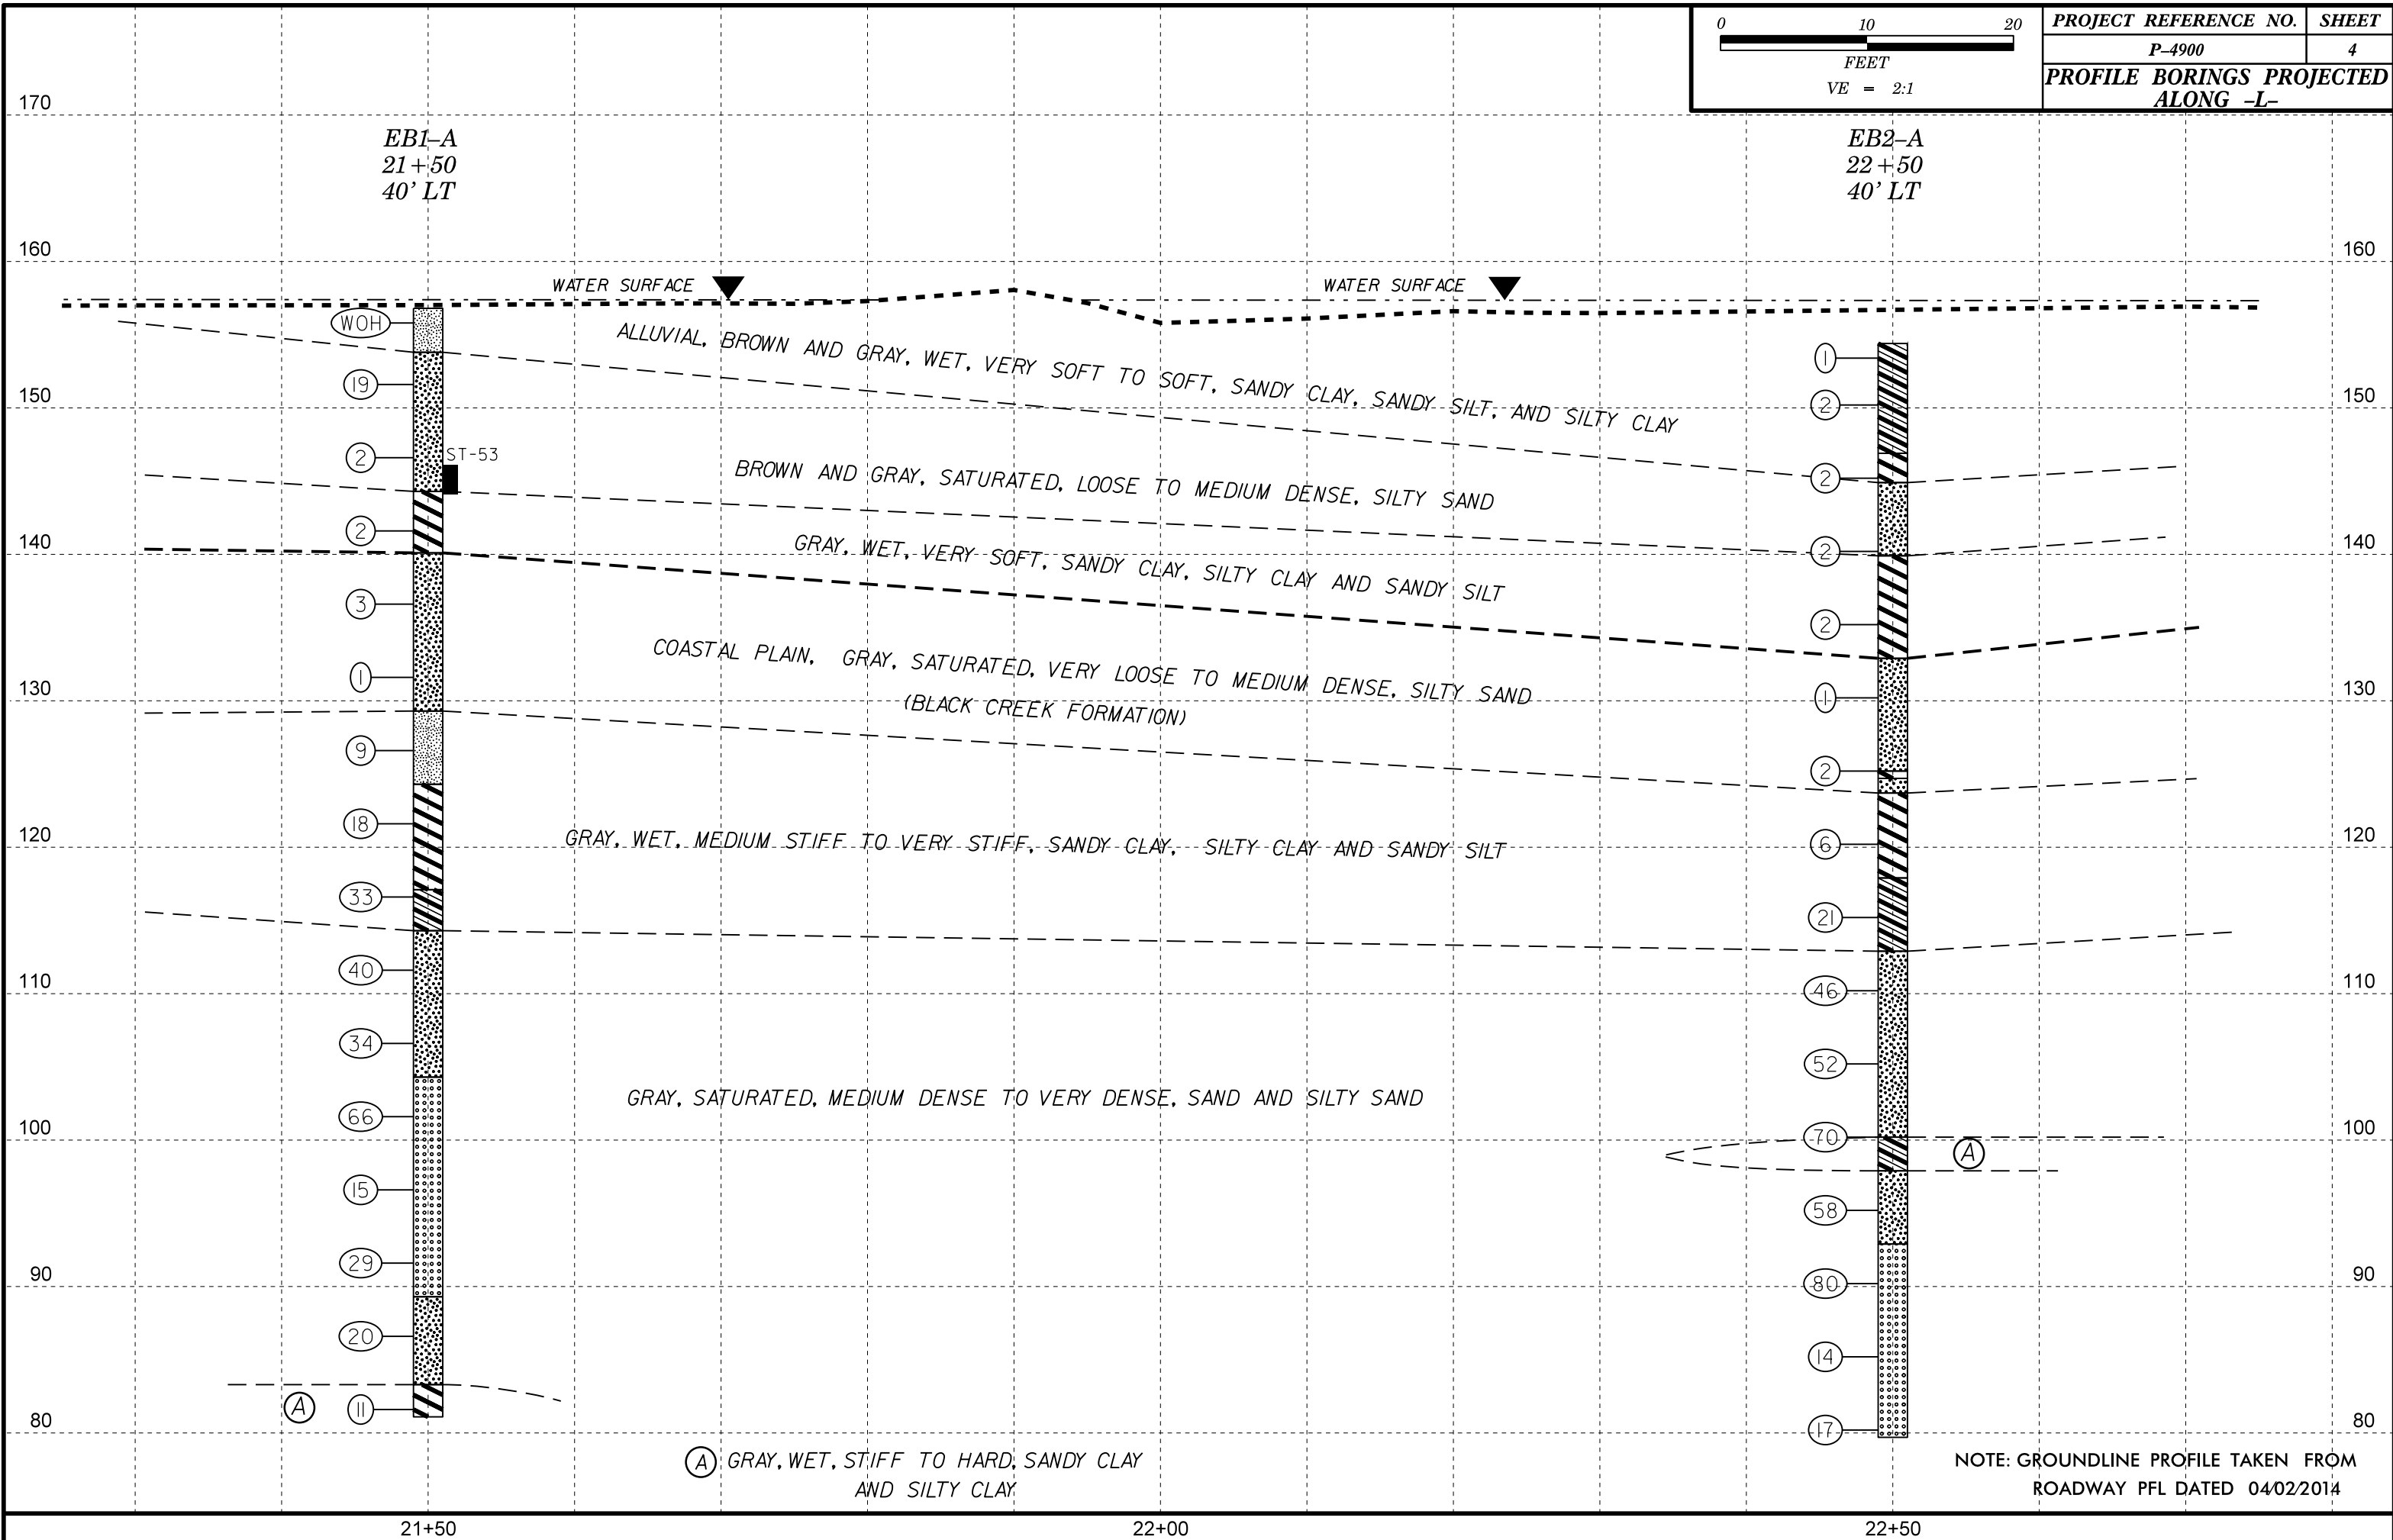 0 10 20
FEET
VE = 2:1
PROJECT REFERENCE NO. SHEET
P-4900 4
PROFILE BORINGS PROJECTED
ALONG -L-
170
EB1-A
21+50
40' LT
EB2-A
22+50
40' LT
160 160
WATER SURFACE WATER SURFACE
WOH
ALLUVIAL, BROWN AND GRAY, WET, VERY SOFT TO SOFT, SANDY CLAY, SANDY SILT, AND SILTY CLAY
1
19
2
150 150
2
ST-53
BROWN AND GRAY, SATURATED, LOOSE TO MEDIUM DENSE, SILTY SAND
2
2
GRAY, WET, VERY SOFT, SANDY CLAY, SILTY CLAY AND SANDY SILT
2
140 140
3
2
COASTAL PLAIN, GRAY, SATURATED, VERY LOOSE TO MEDIUM DENSE, SILTY SAND
(BLACK CREEK FORMATION)
1
1
130 130
9
2
18
GRAY, WET, MEDIUM STIFF TO VERY STIFF, SANDY CLAY, SILTY CLAY AND SANDY SILT
6
120 120
33
21
40
46
110 110
34
52
66
GRAY, SATURATED, MEDIUM DENSE TO VERY DENSE, SAND AND SILTY SAND
70
100 100
A
15
58
29
80
90 90
20
14
A
11
17
80 80
A GRAY, WET, STIFF TO HARD, SANDY CLAY
AND SILTY CLAY
NOTE: GROUNDLINE PROFILE TAKEN FROM
ROADWAY PFL DATED 04/02/2014
21+50 22+00 22+50